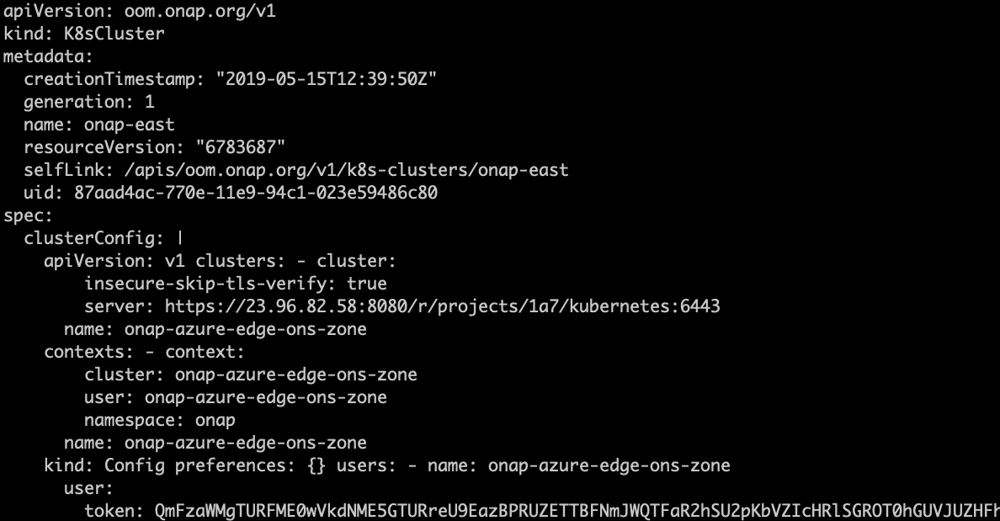 apiVersion: oom.onap.org/v1
kind: K8sCluster
metadata:
  creationTimestamp: "2019-05-15T12:39:50Z"
  generation: 1
  name: onap-east
  resourceVersion: "6783687"
  selfLink: /apis/oom.onap.org/v1/k8s-clusters/onap-east
  uid: 87aad4ac-770e-11e9-94c1-023e59486c80
spec:
  clusterConfig: |
    apiVersion: v1 clusters: - cluster:
        insecure-skip-tls-verify: true
        server: https://23.96.82.58:8080/r/projects/1a7/kubernetes:6443
      name: onap-azure-edge-ons-zone
    contexts: - context:
        cluster: onap-azure-edge-ons-zone
        user: onap-azure-edge-ons-zone
        namespace: onap
      name: onap-azure-edge-ons-zone
    kind: Config preferences: {} users: - name: onap-azure-edge-ons-zone
      user:
        token: